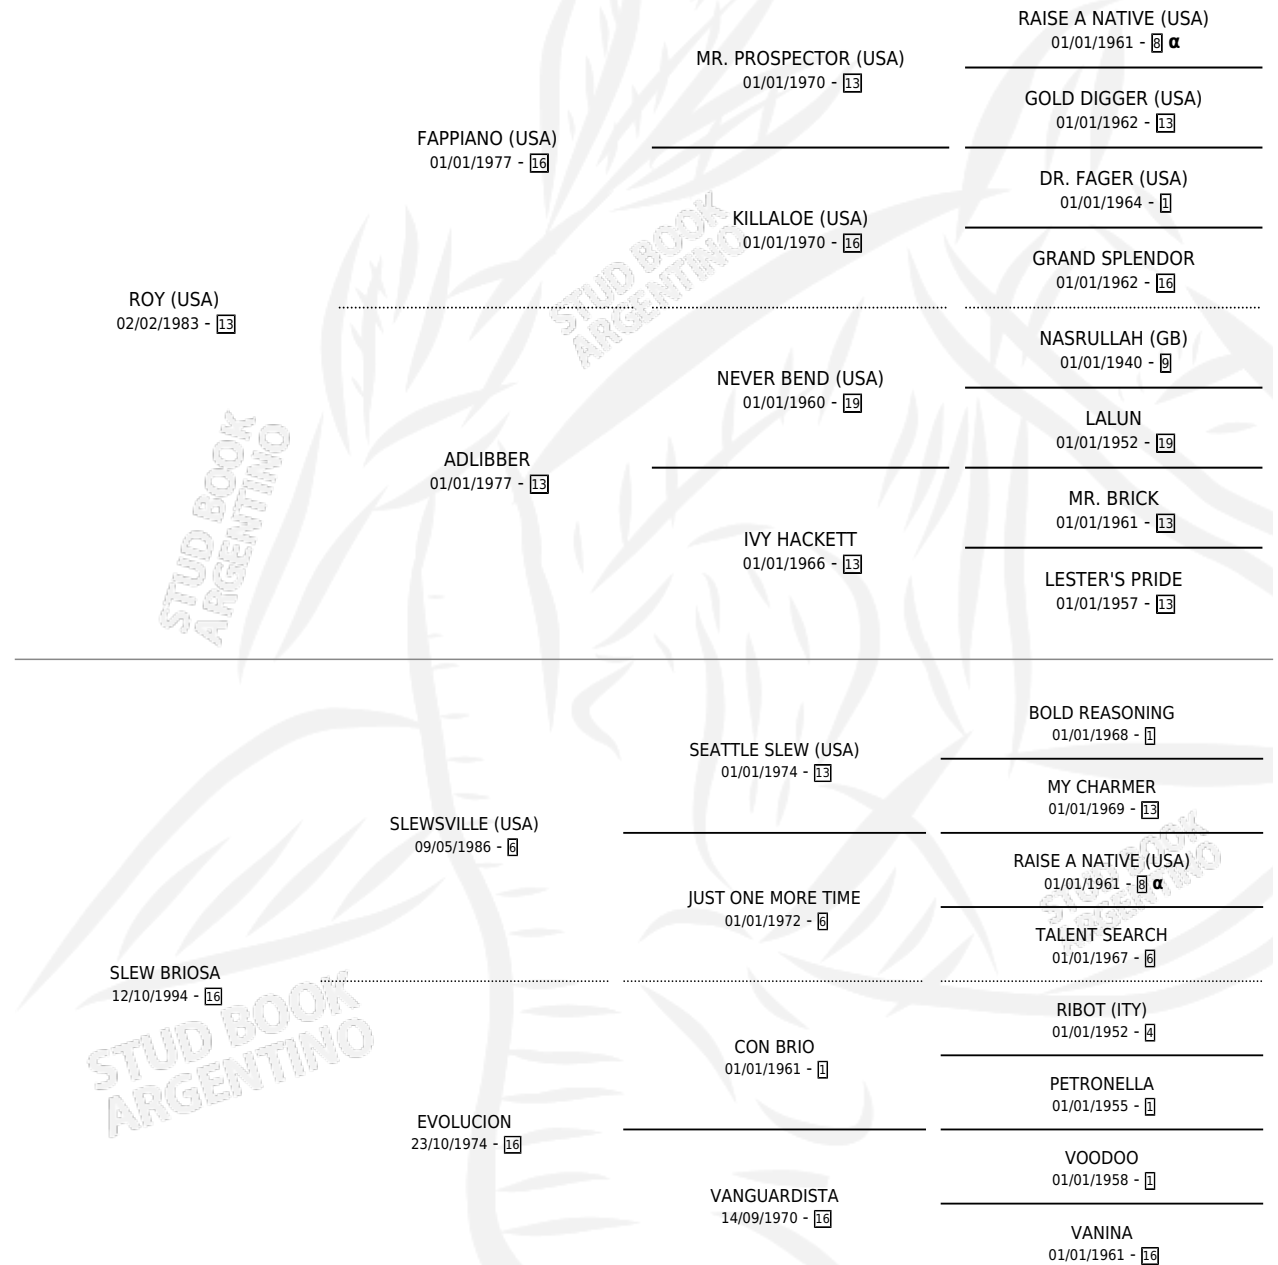 RAISE A NATIVE (USA)
01/01/1961 - 8 α
MR. PROSPECTOR (USA)
01/01/1970 - 13
GOLD DIGGER (USA)
01/01/1962 - 13
FAPPIANO (USA)
01/01/1977 - 16
DR. FAGER (USA)
01/01/1964 - 1
KILLALOE (USA)
01/01/1970 - 16
GRAND SPLENDOR
01/01/1962 - 16
STUD BOOK
ARGENTINO
ROY (USA)
02/02/1983 - 13
NASRULLAH (GB)
01/01/1940 - 9
NEVER BEND (USA)
01/01/1960 - 19
LALUN
01/01/1952 - 19
ADLIBBER
01/01/1977 - 13
MR. BRICK
01/01/1961 - 13
IVY HACKETT
01/01/1966 - 13
LESTER'S PRIDE
01/01/1957 - 13
STUD BOOK
ARGENTINO
BOLD REASONING
01/01/1968 - 1
SEATTLE SLEW (USA)
01/01/1974 - 13
MY CHARMER
01/01/1969 - 13
SLEWSVILLE (USA)
09/05/1986 - 6
RAISE A NATIVE (USA)
01/01/1961 - 8 α
JUST ONE MORE TIME
01/01/1972 - 6
TALENT SEARCH
01/01/1967 - 6
STUD BOOK
ARGENTINO
SLEW BRIOSA
12/10/1994 - 16
RIBOT (ITY)
01/01/1952 - 4
CON BRIO
01/01/1961 - 1
PETRONELLA
01/01/1955 - 1
EVOLUCION
23/10/1974 - 16
VOODOO
01/01/1958 - 1
VANGUARDISTA
14/09/1970 - 16
VANINA
01/01/1961 - 16
STUD BOOK
ARGENTINO